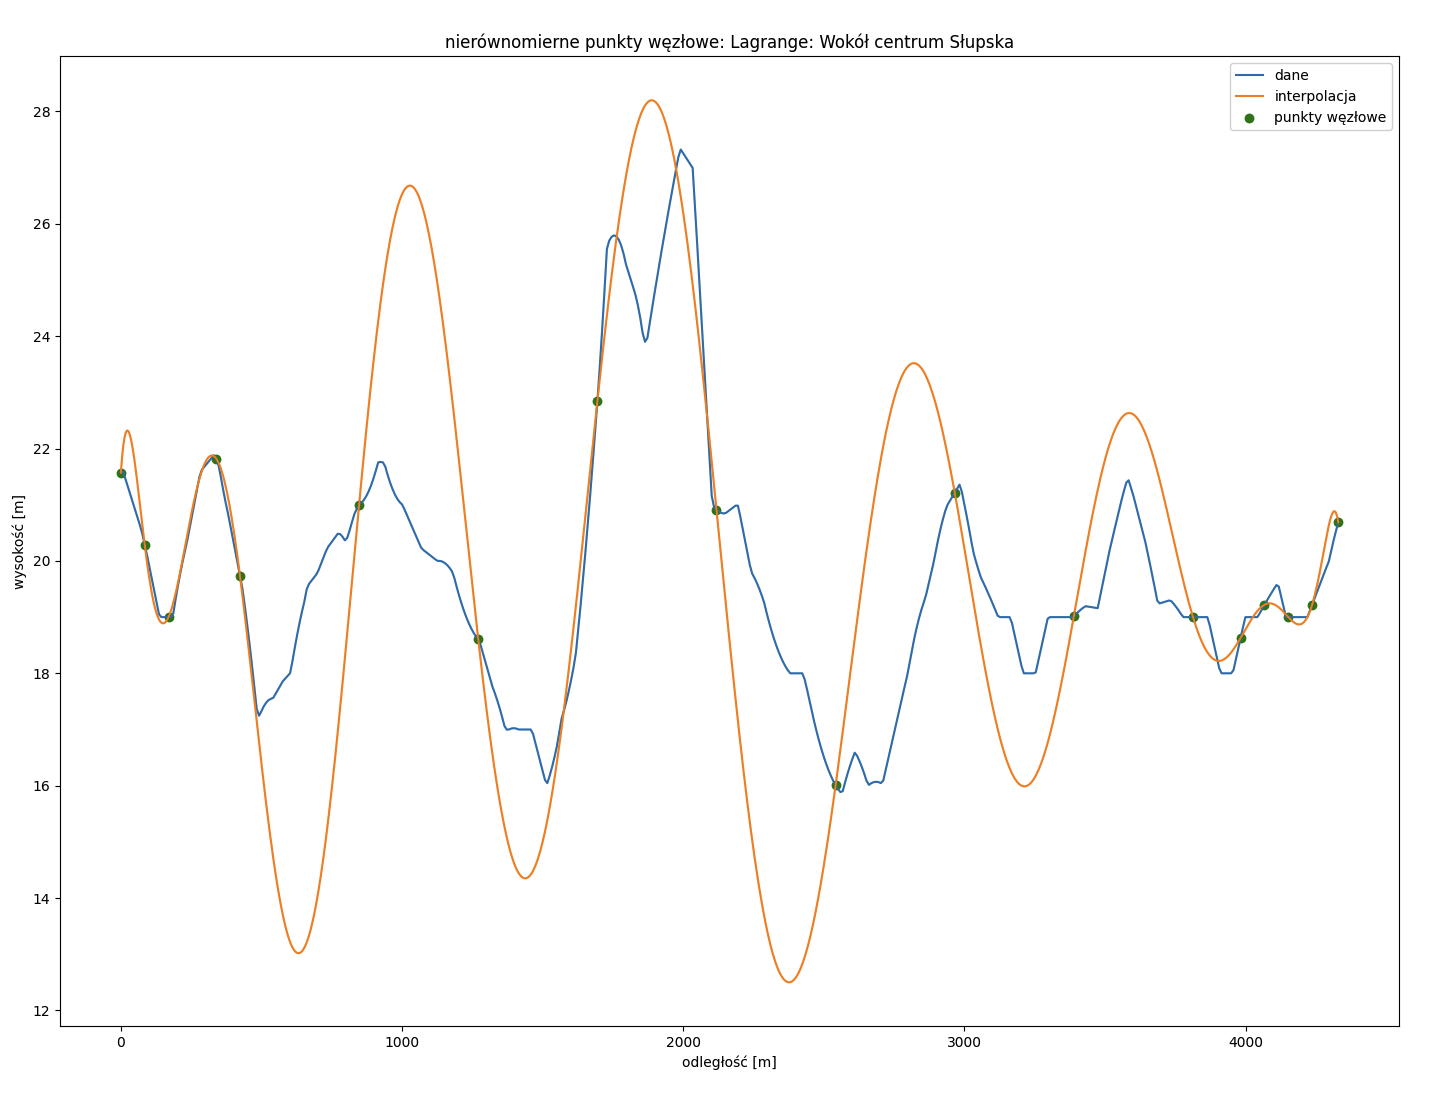 nierównomierne punkty węzłowe: Lagrange: Wokół centrum Słupska
dane
interpolacja
punkty węzłowe
wysokość [m]
28
26
24
22
20
18
16
14
12
0 1000 2000 3000 4000
odległość [m]